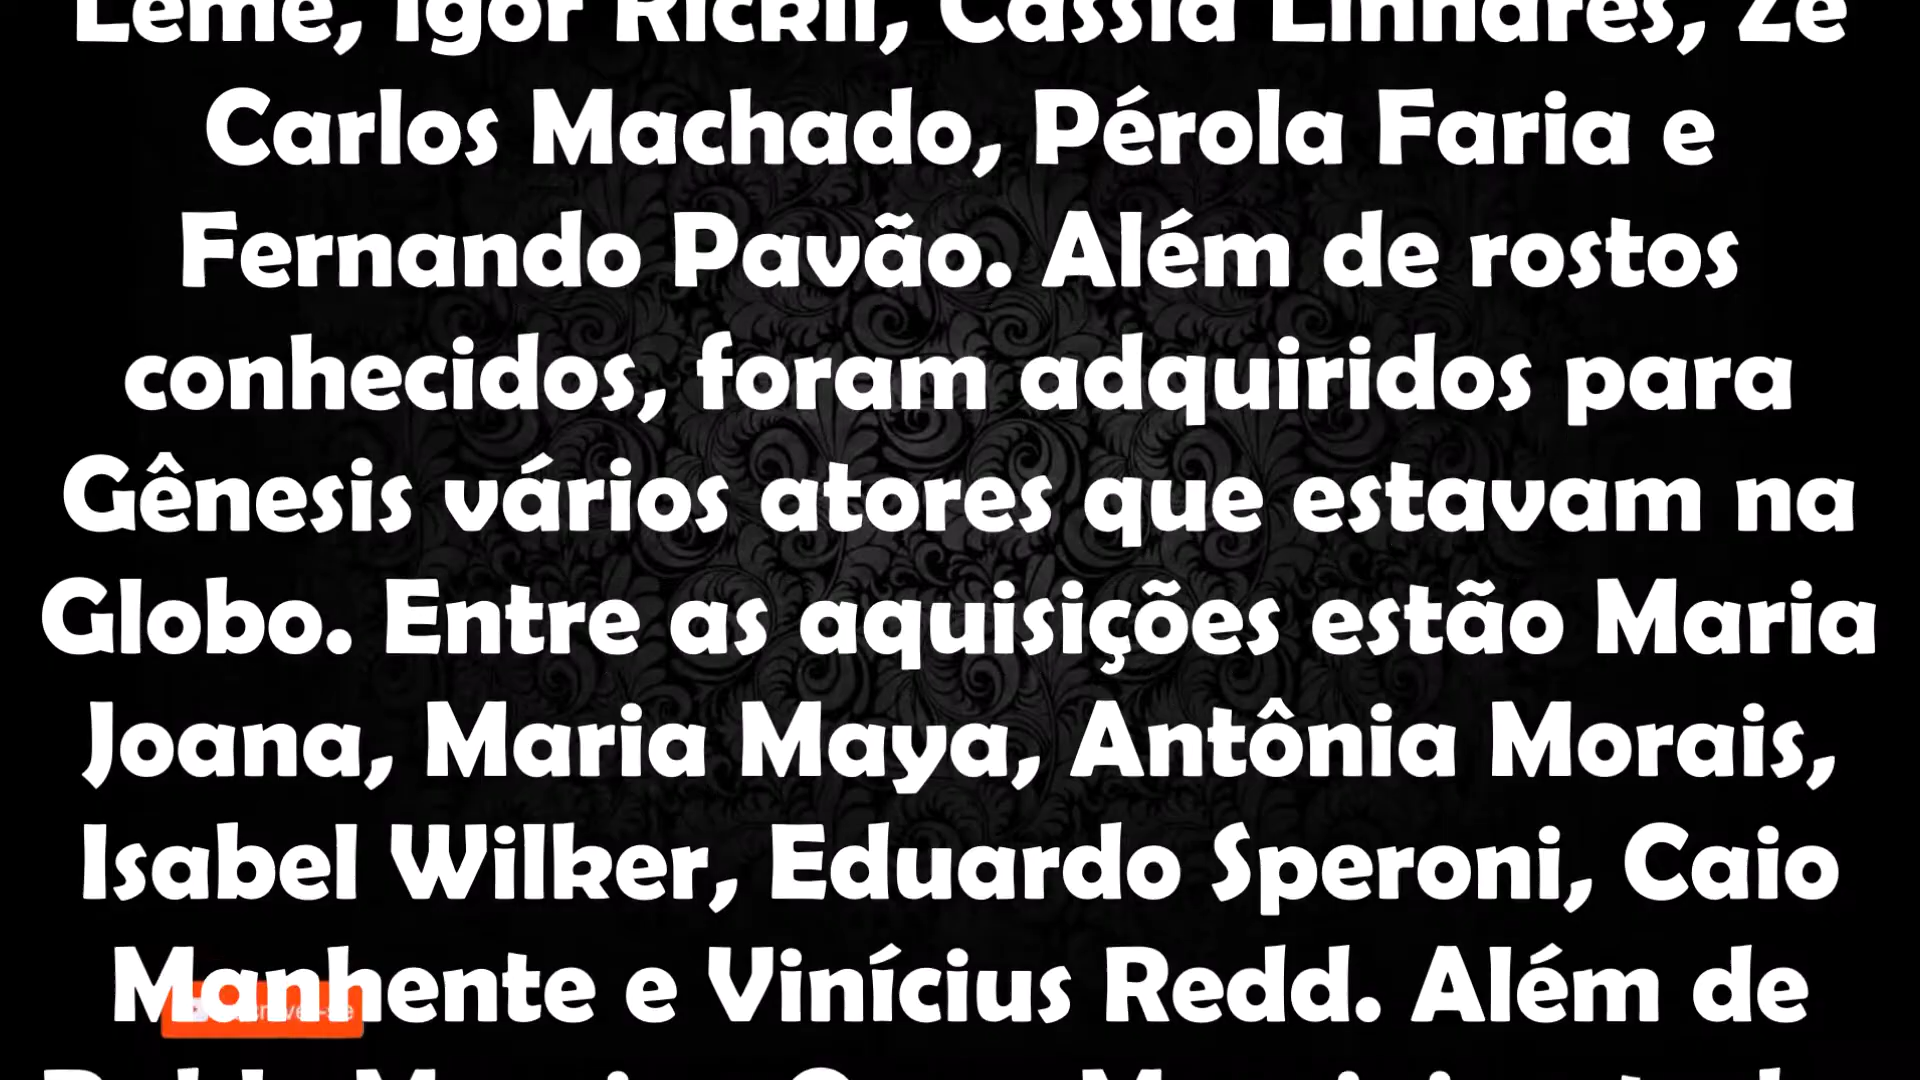 Leme, Igor Rickli, Cássia Linhares, Zé
Carlos Machado, Pérola Faria e
Fernando Pavão. Além de rostos
conhecidos, foram adquiridos para
Gênesis vários atores que estavam na
Globo. Entre as aquisições estão Maria
Joana, Maria Maya, Antônia Morais,
Isabel Wilker, Eduardo Speroni, Caio
Manhente e Vinícius Redd. Além de